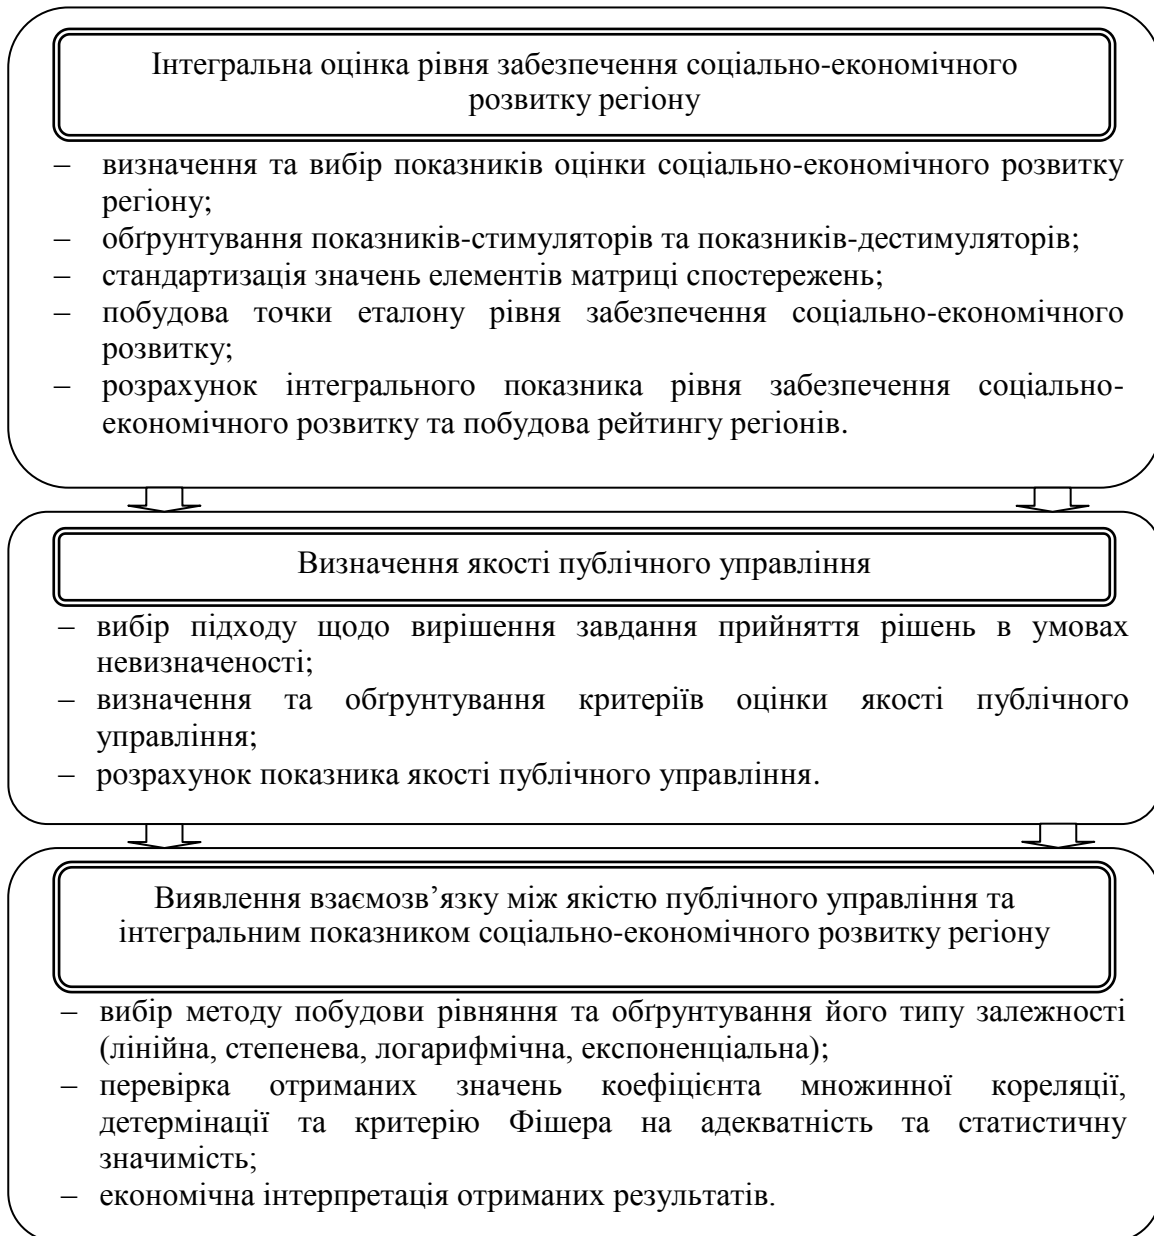 Інтегральна оцінка рівня забезпечення соціально-економічного
розвитку регіону
– визначення та вибір показників оцінки соціально-економічного розвитку
регіону;
– обґрунтування показників-стимуляторів та показників-дестимуляторів;
– стандартизація значень елементів матриці спостережень;
– побудова точки еталону рівня забезпечення соціально-економічного
розвитку;
– розрахунок інтегрального показника рівня забезпечення соціально-
економічного розвитку та побудова рейтингу регіонів.
Визначення якості публічного управління
– вибір підходу щодо вирішення завдання прийняття рішень в умовах
невизначеності;
– визначення та обґрунтування критеріїв оцінки якості публічного
управління;
– розрахунок показника якості публічного управління.
Виявлення взаємозв’язку між якістю публічного управління та
інтегральним показником соціально-економічного розвитку регіону
– вибір методу побудови рівняння та обґрунтування його типу залежності
(лінійна, степенева, логарифмічна, експоненціальна);
– перевірка отриманих значень коефіцієнта множинної кореляції,
детермінації та критерію Фішера на адекватність та статистичну
значимість;
– економічна інтерпретація отриманих результатів.